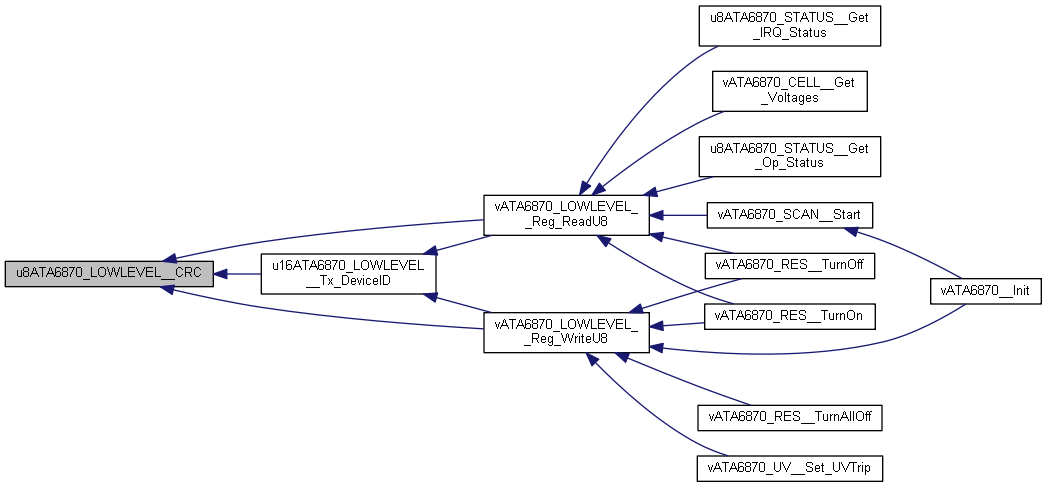 u8ATA6870_STATUS__Get
_IRQ_Status
vATA6870_CELL__Get
_Voltages
u8ATA6870_STATUS__Get
_Op_Status
vATA6870_LOWLEVEL_
_Reg_ReadU8
vATA6870_SCAN__Start
u8ATA6870_LOWLEVEL__CRC
u16ATA6870_LOWLEVEL
__Tx_DeviceID
vATA6870_RES__TurnOff
vATA6870__Init
vATA6870_RES__TurnOn
vATA6870_LOWLEVEL_
_Reg_WriteU8
vATA6870_RES__TurnAllOff
vATA6870_UV__Set_UVTrip